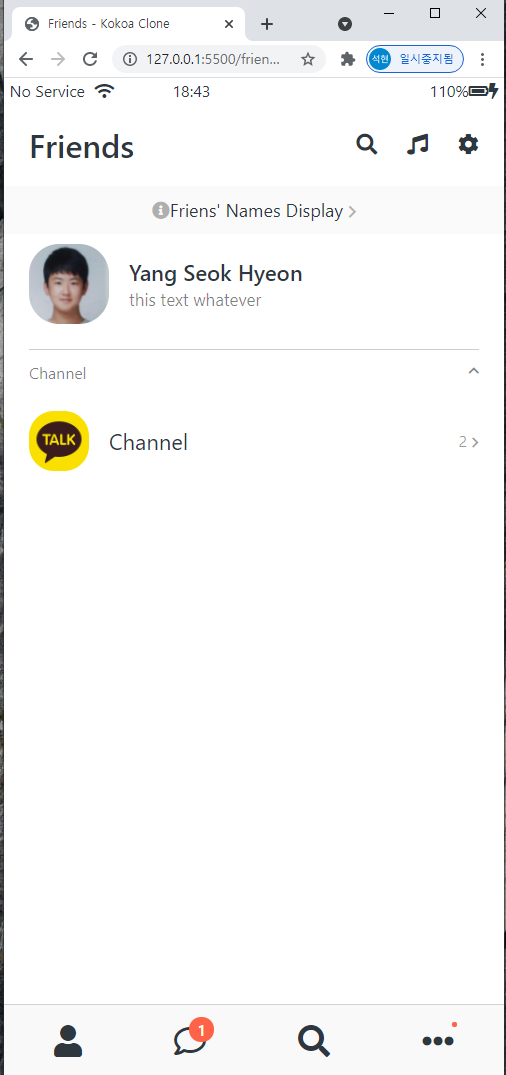 Friends - Kokoa Clone
127.0.0.1:5500/frien...
석현 일시중지됨
No Service 18:43 110%
Friends
Friens' Names Display
Yang Seok Hyeon
this text whatever
Channel
TALK
Channel 2
1